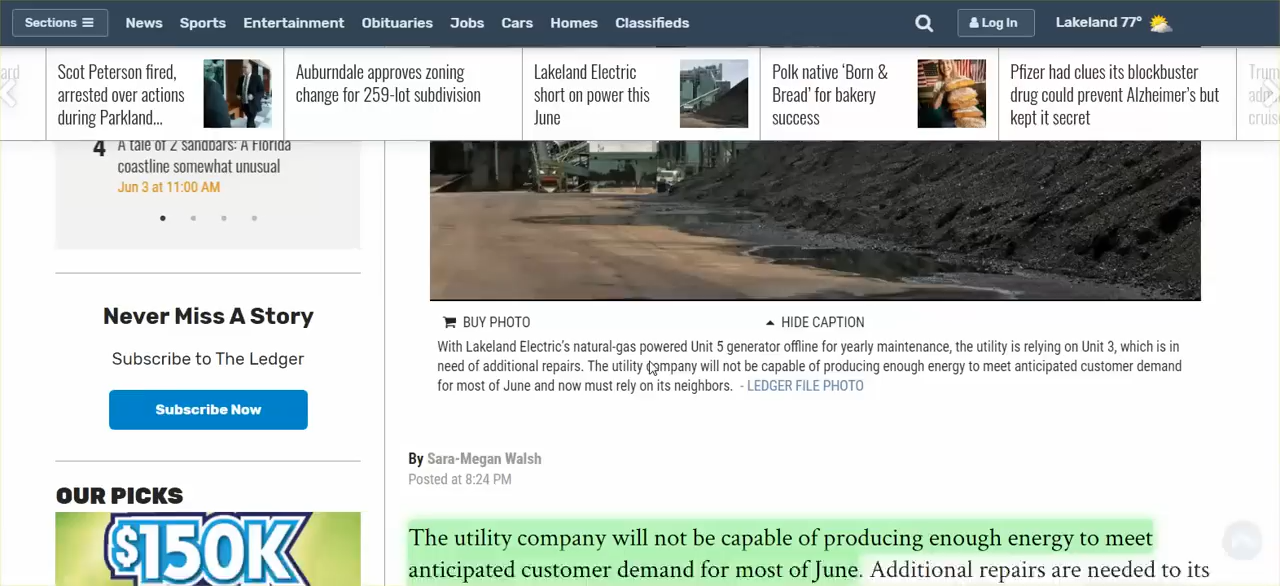 Sections
News
Sports
Entertainment
Obituaries
Jobs
Cars
Homes
Classifieds
Log In
Lakeland 77°
ard
Scot Peterson fired,
arrested over actions
during Parkland...
Auburndale approves zoning
change for 259-lot subdivision
Lakeland Electric
short on power this
June
Polk native ‘Born &
Bread’ for bakery
success
Pfizer had clues its blockbuster
drug could prevent Alzheimer’s but
kept it secret
Trum
adm
cruis
4
A tale of 2 sandbars: A Florida
coastline somewhat unusual
Jun 3 at 11:00 AM
Never Miss A Story
Subscribe to The Ledger
Subscribe Now
OUR PICKS
$150K
BUY PHOTO
HIDE CAPTION
With Lakeland Electric’s natural-gas powered Unit 5 generator offline for yearly maintenance, the utility is relying on Unit 3, which is in
need of additional repairs. The utility company will not be capable of producing enough energy to meet anticipated customer demand
for most of June and now must rely on its neighbors. - LEDGER FILE PHOTO
By Sara-Megan Walsh
Posted at 8:24 PM
The utility company will not be capable of producing enough energy to meet
anticipated customer demand for most of June. Additional repairs are needed to its